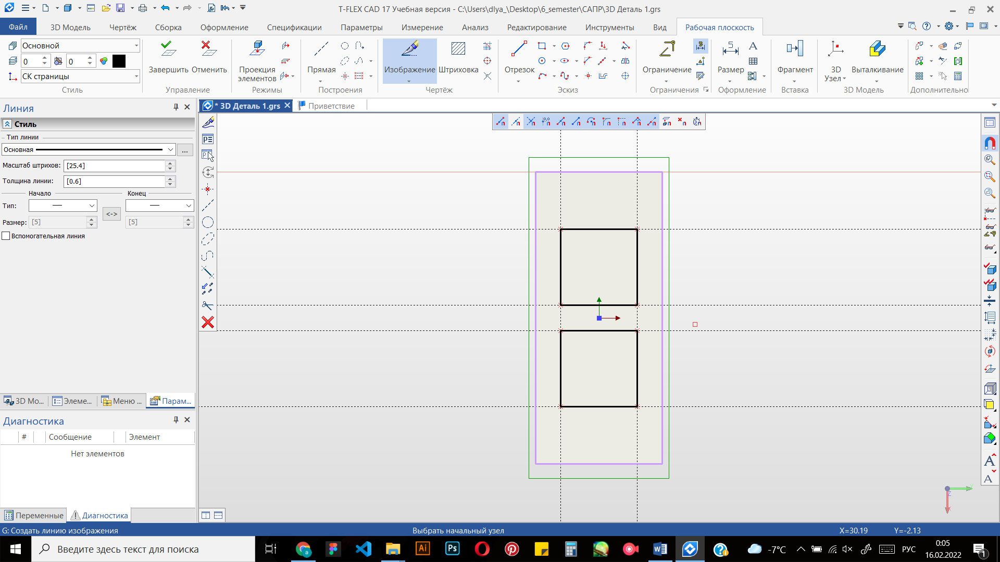 T-FLEX CAD 17 Учебная версия - C:\Users\dlya_\Desktop\6_semester\САПР\3D Деталь 1.grs
Файл 3D Модель Чертёж Сборка Оформление Спецификации Параметры Измерение Анализ Редактирование Инструменты Вид Рабочая плоскость
Основной
0 0
СК страницы
Стиль
Завершить Отменить
Управление
Проекция элементов
Режимы
Прямая
Построения
Изображение Штриховка
Чертёж
Отрезок
Эскиз
Ограничение
Ограничения
Размер
Оформление
Фрагмент
Вставка
3D Узел Выталкивание
3D Модель
Дополнительно
Линия
* 3D Деталь 1.grs Приветствие
Стиль
Тип линии
Основная ...
Масштаб штрихов: [25.4]
Толщина линии: [0.6]
Начало Конец
Тип: <->
Размер: [5] [5]
Вспомогательная линия
3D Мо... Элеме... Меню ... Парам...
Диагностика
# Сообщение Элемент
Нет элементов
Переменные Диагностика
G: Создать линию изображения Выбрать начальный узел X=30.19 Y=-2.13
Введите здесь текст для поиска
Ai Ps
-7°C РУС
0:05
16.02.2022
1